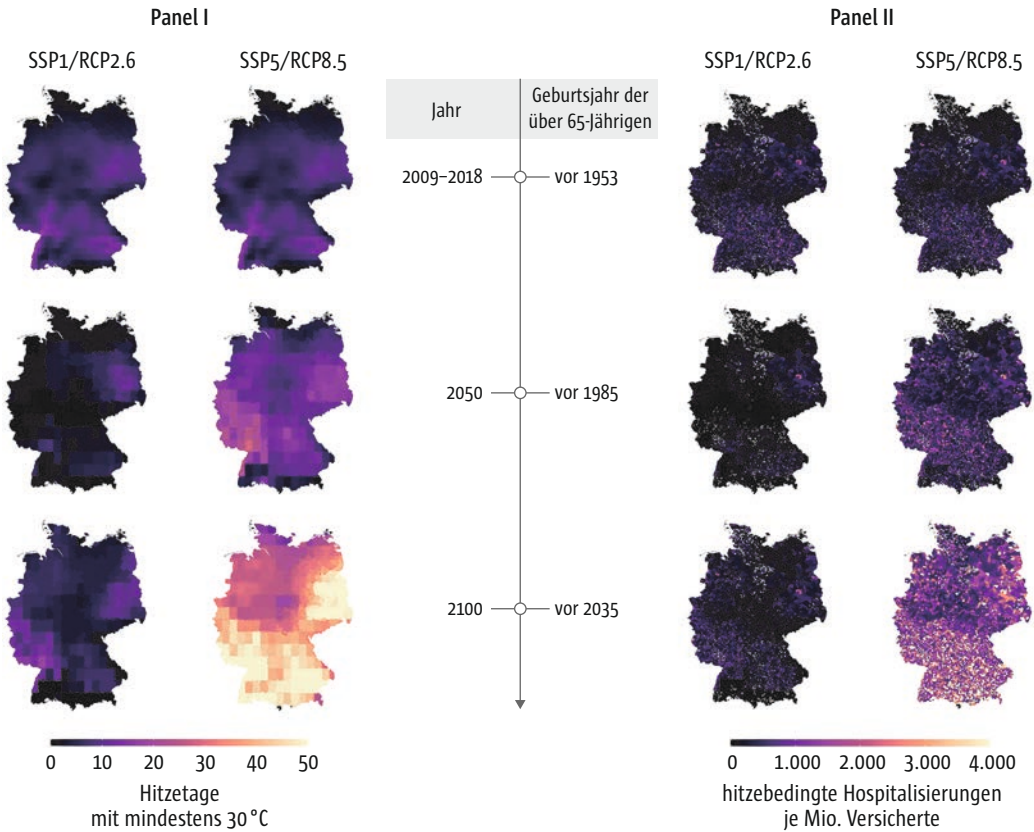 Panel I
Panel II
SSP1/RCP2.6
SSP5/RCP8.5
SSP1/RCP2.6
SSP5/RCP8.5
Jahr
Geburtsjahr der
über 65-Jährigen
2009–2018
vor 1953
2050
vor 1985
2100
vor 2035
0 10 20 30 40 50
Hitzetage
mit mindestens 30 °C
0 1.000 2.000 3.000 4.000
hitzebedingte Hospitalisierungen
je Mio. Versicherte